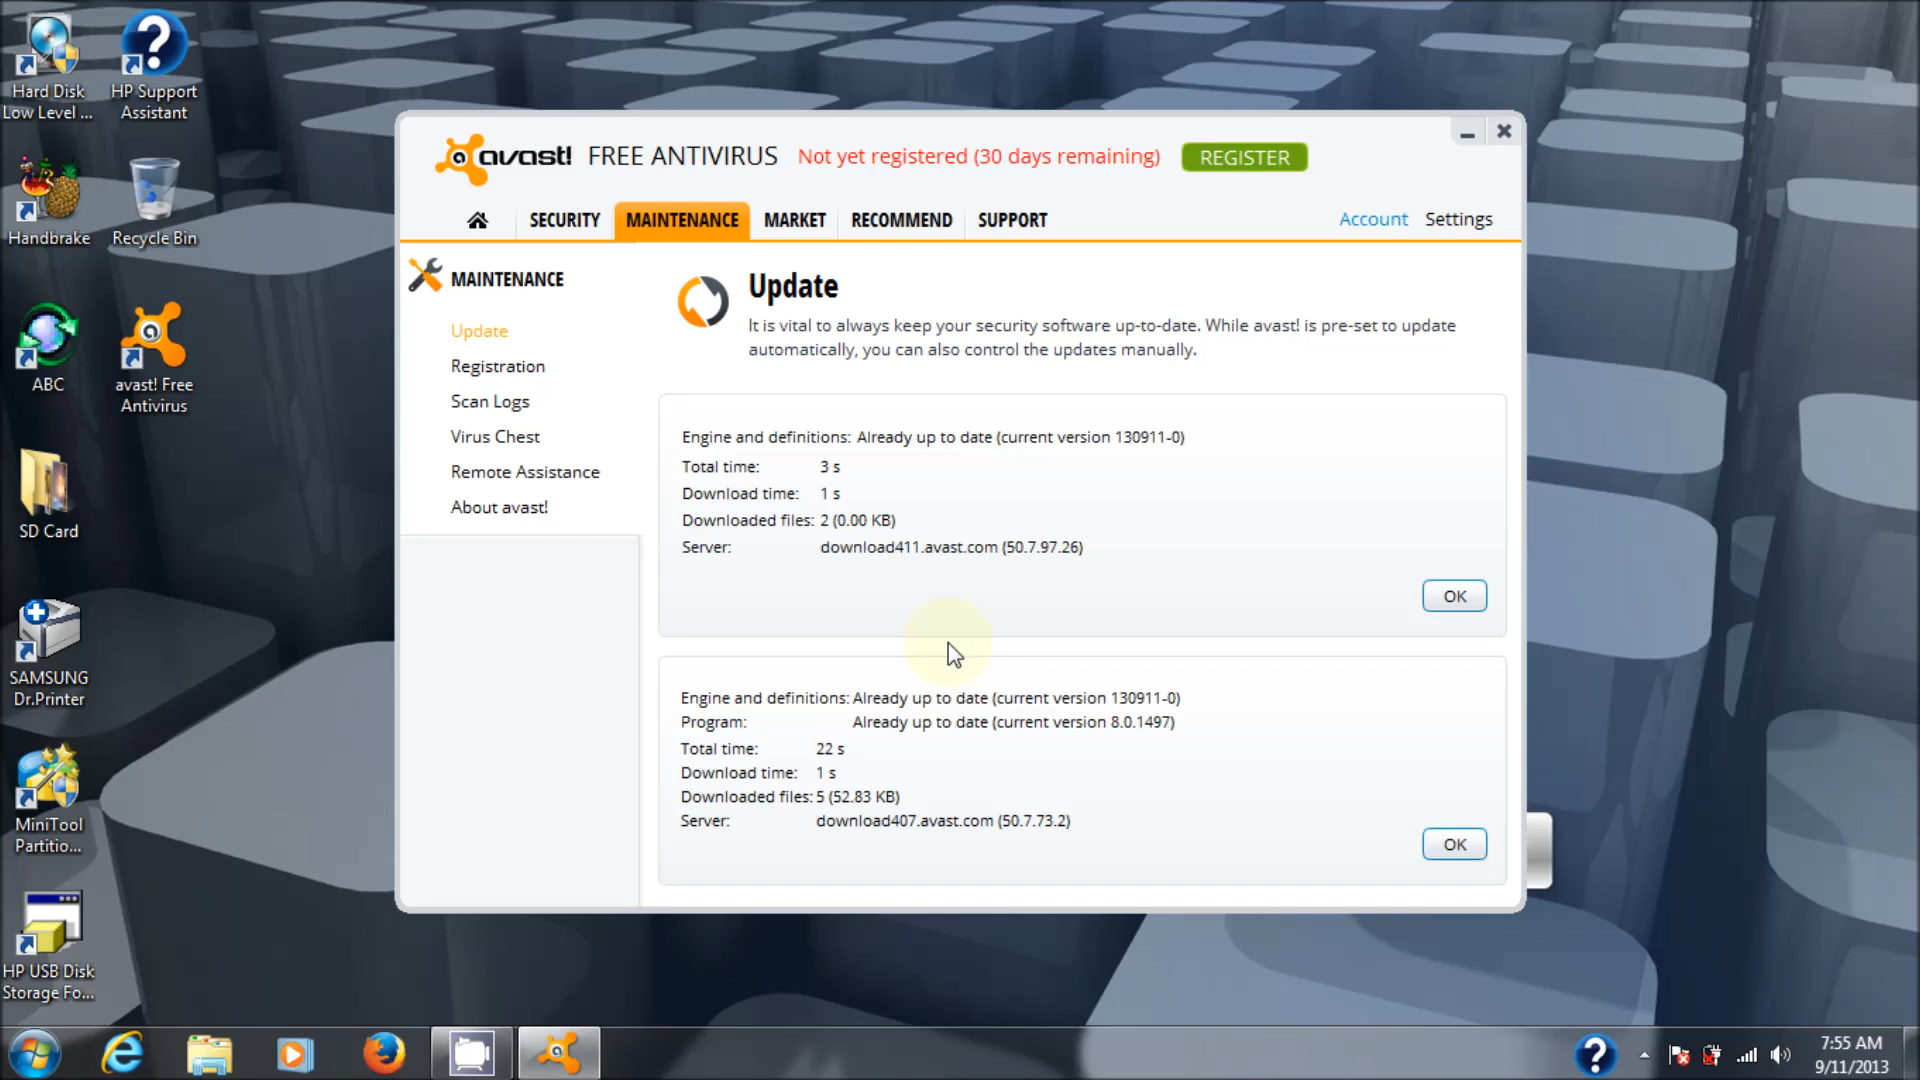 Hard Disk
Low Level ...
HP Support
Assistant
Handbrake
Recycle Bin
ABC
avast! Free
Antivirus
SD Card
SAMSUNG
Dr.Printer
MiniTool
Partitio...
HP USB Disk
Storage Fo...
avast! FREE ANTIVIRUS Not yet registered (30 days remaining) REGISTER
SECURITY MAINTENANCE MARKET RECOMMEND SUPPORT Account Settings
MAINTENANCE
Update
Registration
Scan Logs
Virus Chest
Remote Assistance
About avast!
Update
It is vital to always keep your security software up-to-date. While avast! is pre-set to update
automatically, you can also control the updates manually.
Engine and definitions: Already up to date (current version 130911-0)
Total time: 3 s
Download time: 1 s
Downloaded files: 2 (0.00 KB)
Server: download411.avast.com (50.7.97.26)
OK
Engine and definitions: Already up to date (current version 130911-0)
Program: Already up to date (current version 8.0.1497)
Total time: 22 s
Download time: 1 s
Downloaded files: 5 (52.83 KB)
Server: download407.avast.com (50.7.73.2)
OK
7:55 AM
9/11/2013